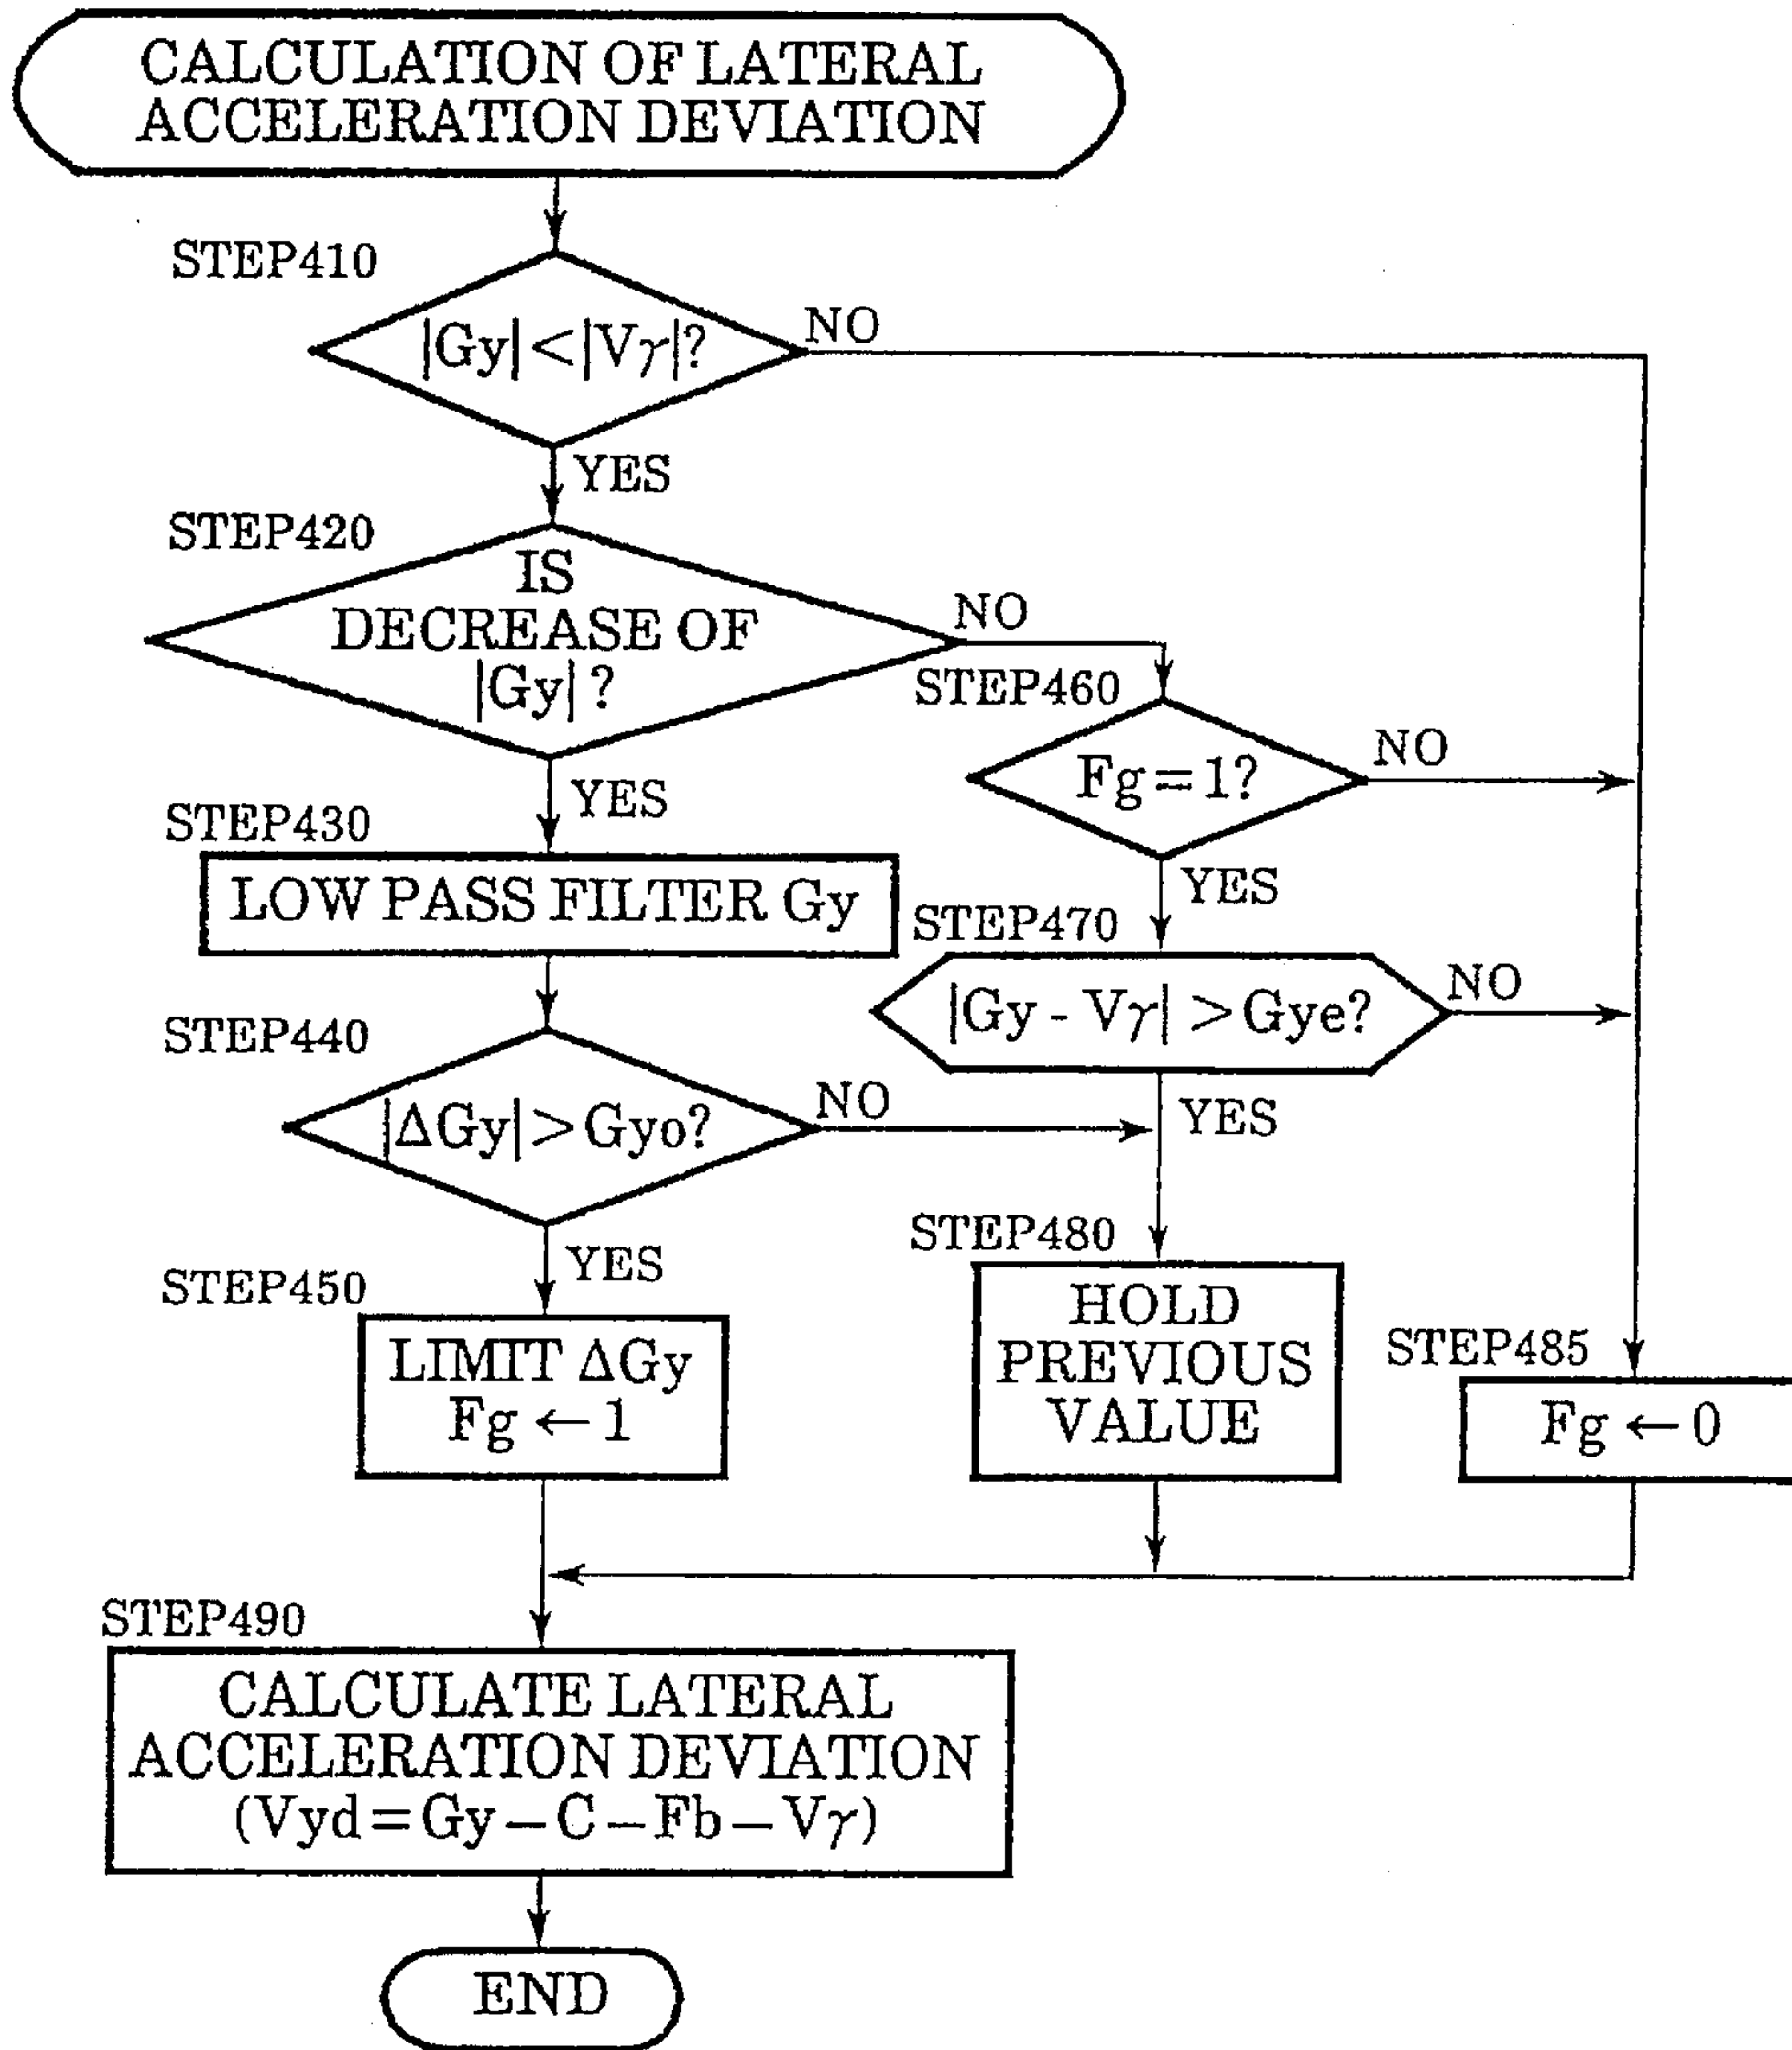 CALCULATION OF LATERAL
ACCELERATION DEVIATION
STEP410
|Gy|<|Vγ|?
NO
YES
STEP420
IS
DECREASE OF
|Gy|?
NO
YES
STEP460
Fg=1?
NO
YES
STEP430
LOW PASS FILTER Gy
STEP470
|Gy - Vγ| > Gye?
NO
YES
STEP440
|ΔGy|>Gyo?
NO
YES
STEP450
LIMIT ΔGy
Fg ← 1
STEP480
HOLD
PREVIOUS
VALUE
STEP485
Fg ← 0
STEP490
CALCULATE LATERAL
ACCELERATION DEVIATION
(Vyd=Gy−C−Fb−Vγ)
END